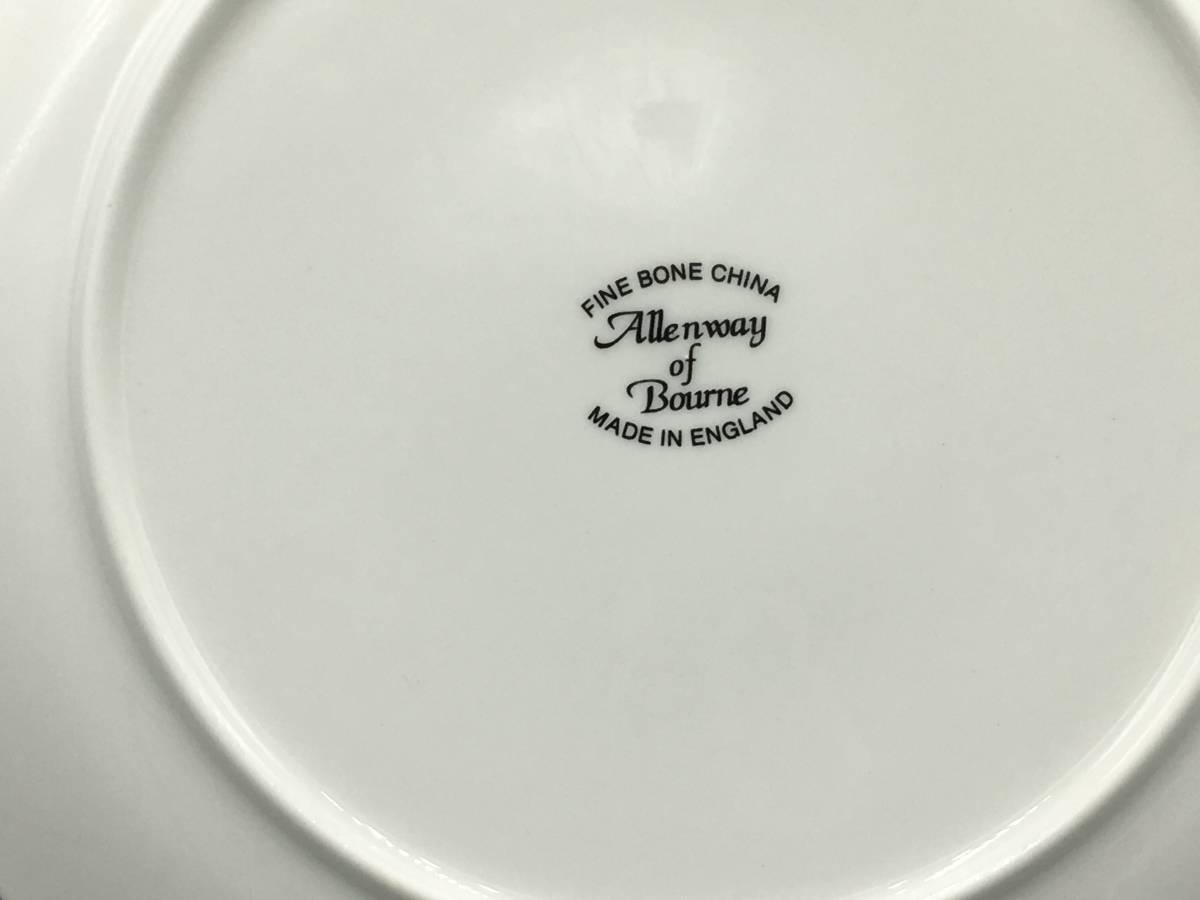 FINE BONE CHINA
Allenway
of
Bourne
MADE IN ENGLAND